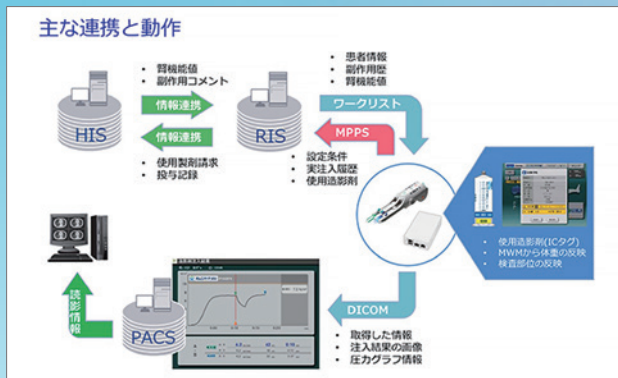 主な連携と動作
• 腎機能値
• 副作用コメント
• 患者情報
• 副作用歴
• 腎機能値
情報連携
ワークリスト
HIS
RIS
情報連携
MPPS
• 使用製剤請求
• 投与記録
• 設定条件
• 実注入履歴
• 使用造影剤
• 使用造影剤(ICタグ)
• MWMから体重の反映
• 検査部位の反映
読影情報
PACS
DICOM
• 取得した情報
• 注入結果の画像
• 圧力グラフ情報